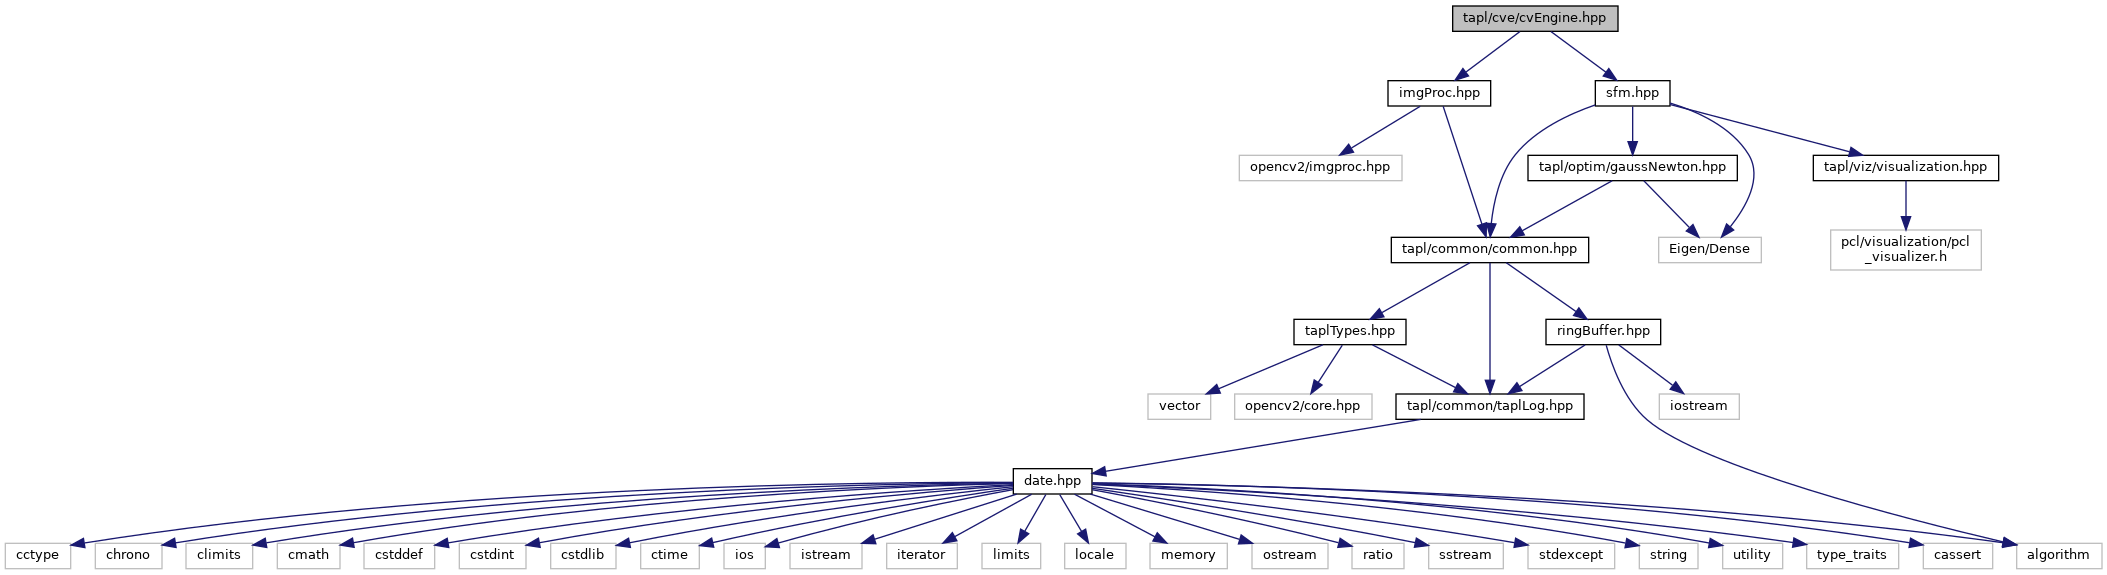 tapl/cve/cvEngine.hpp
imgProc.hpp
sfm.hpp
opencv2/imgproc.hpp
tapl/optim/gaussNewton.hpp
tapl/viz/visualization.hpp
tapl/common/common.hpp
Eigen/Dense
pcl/visualization/pcl
_visualizer.h
taplTypes.hpp
ringBuffer.hpp
vector
opencv2/core.hpp
tapl/common/taplLog.hpp
iostream
date.hpp
cctype
chrono
climits
cmath
cstddef
cstdint
cstdlib
ctime
ios
istream
iterator
limits
locale
memory
ostream
ratio
sstream
stdexcept
string
utility
type_traits
cassert
algorithm